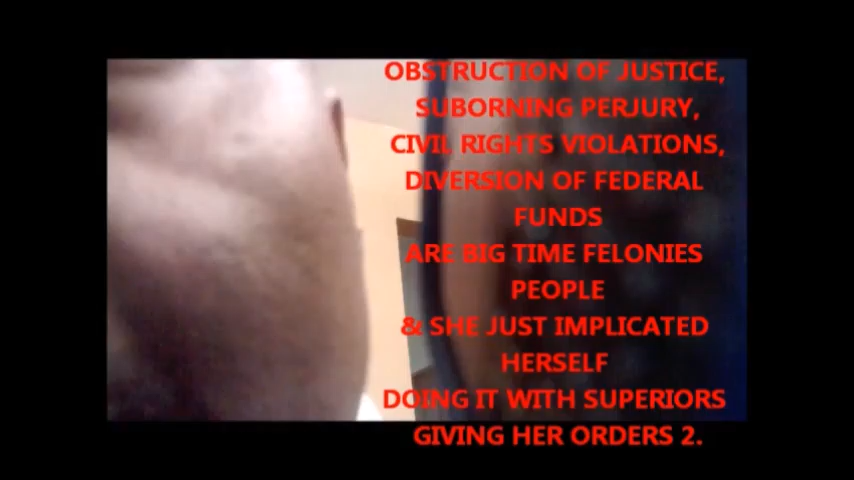 OBSTRUCTION OF JUSTICE,
SUBORNING PERJURY,
CIVIL RIGHTS VIOLATIONS,
DIVERSION OF FEDERAL
FUNDS
ARE BIG TIME FELONIES
PEOPLE
& SHE JUST IMPLICATED
HERSELF
DOING IT WITH SUPERIORS
GIVING HER ORDERS 2.